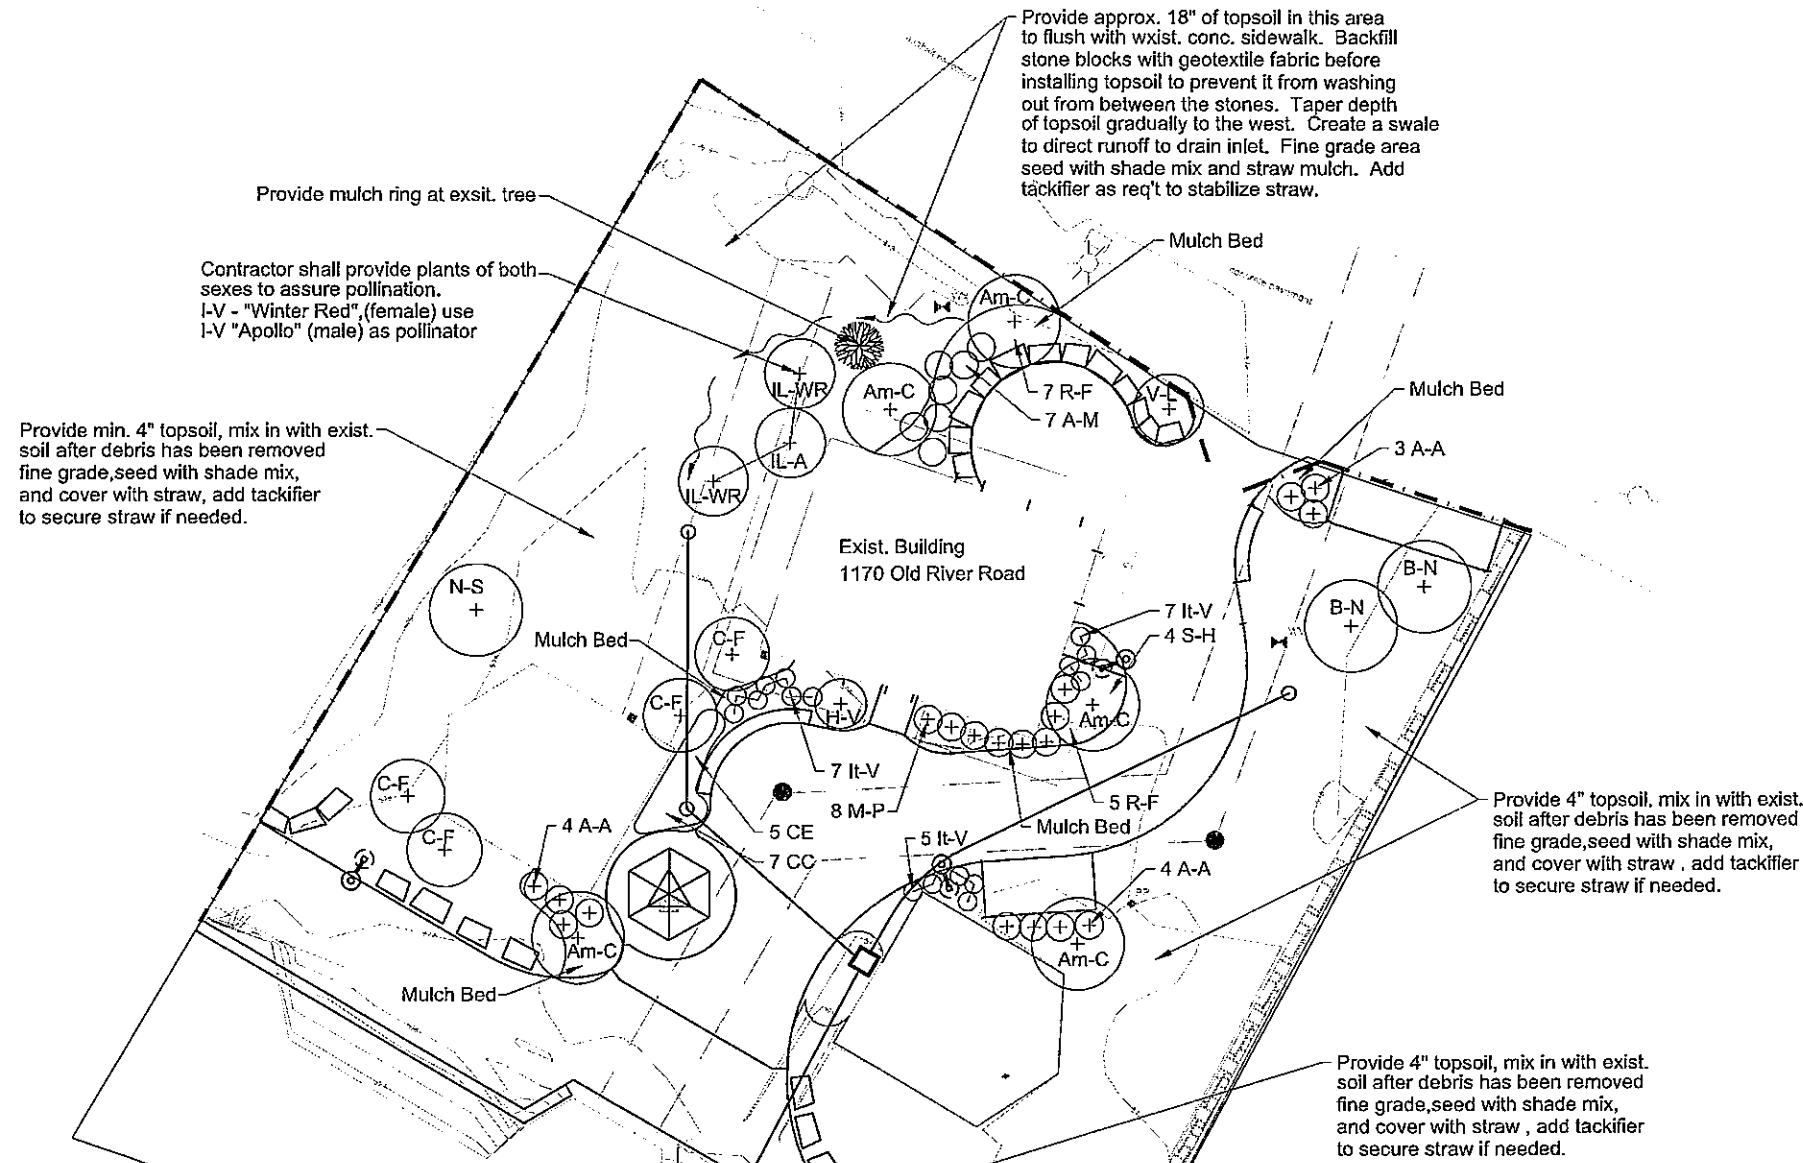 Provide approx. 18" of topsoil in this area
to flush with wxist. conc. sidewalk. Backfill
stone blocks with geotextile fabric before
installing topsoil to prevent it from washing
out from between the stones. Taper depth
of topsoil gradually to the west. Create a swale
to direct runoff to drain inlet. Fine grade area
seed with shade mix and straw mulch. Add
tackifier as req't to stabilize straw.
Provide mulch ring at exsit. tree
Mulch Bed
Contractor shall provide plants of both
sexes to assure pollination.
I-V - "Winter Red",(female) use
I-V "Apollo" (male) as pollinator
Am-C
IL-WR
Am-C
7 R-F
V-L
Mulch Bed
7 A-M
Provide min. 4" topsoil, mix in with exist.
soil after debris has been removed
fine grade,seed with shade mix,
and cover with straw, add tackifier
to secure straw if needed.
IL-A
3 A-A
IL-WR
Exist. Building
1170 Old River Road
N-S
B-N
B-N
7 It-V
4 S-H
Mulch Bed
C-F
C-F
H-V
Am-C
7 It-V
C-F
8 M-P
5 R-F
Provide 4" topsoil, mix in with exist.
soil after debris has been removed
fine grade,seed with shade mix,
and cover with straw , add tackifier
to secure straw if needed.
C-F
4 A-A
5 CE
Mulch Bed
5 It-V
7 CC
4 A-A
Am-C
Am-C
Mulch Bed
Provide 4" topsoil, mix in with exist.
soil after debris has been removed
fine grade,seed with shade mix,
and cover with straw , add tackifier
to secure straw if needed.